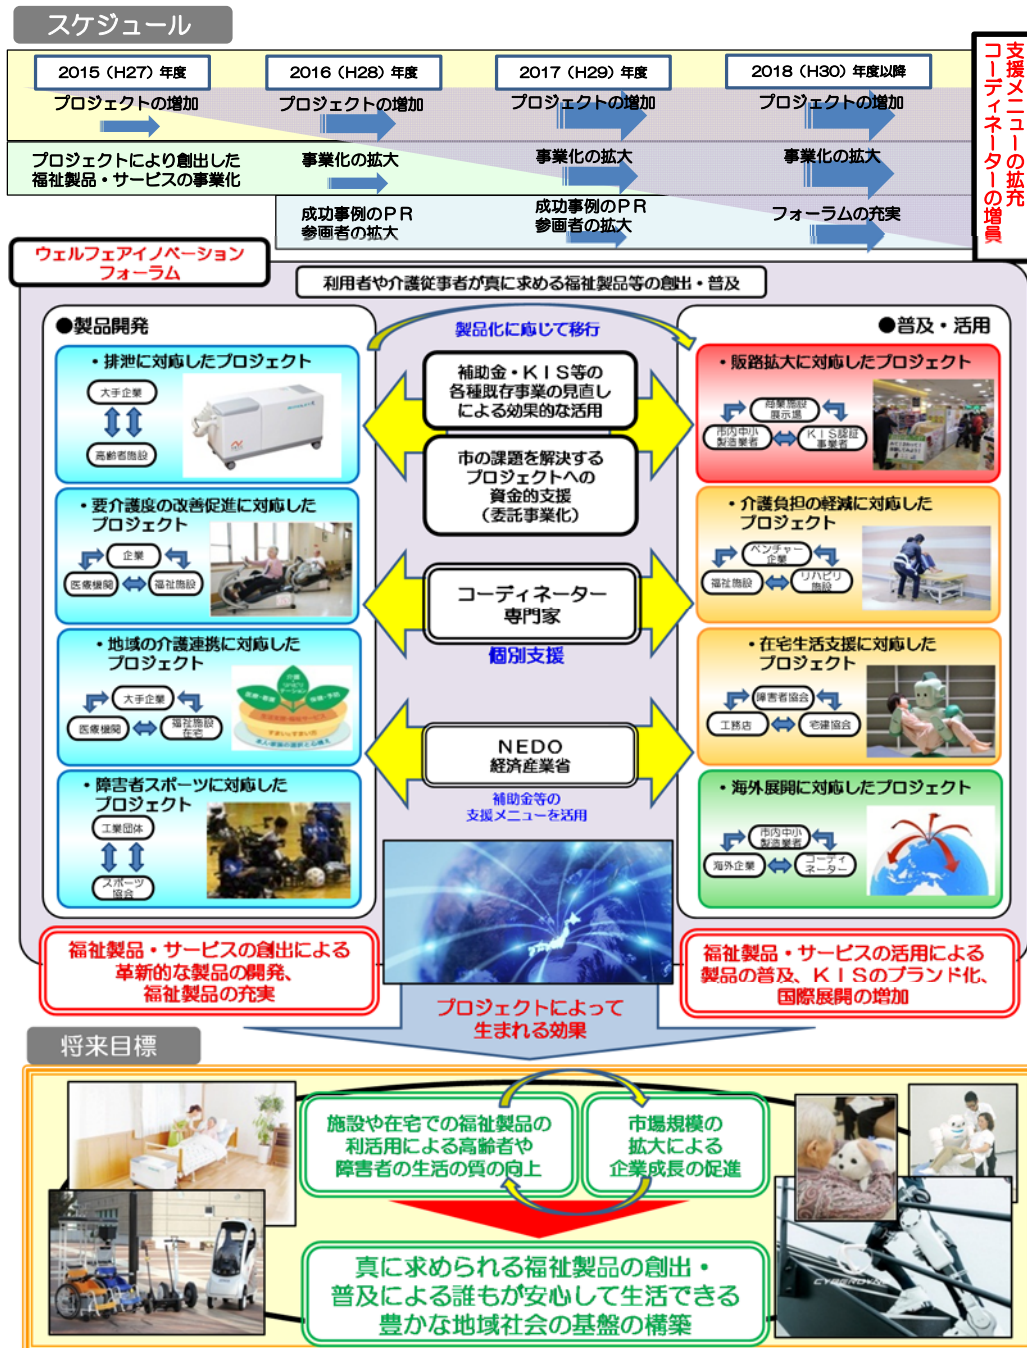 スケジュール
2015（H27）年度
2016（H28）年度
2017（H29）年度
2018（H30）年度以降
プロジェクトの増加
プロジェクトの増加
プロジェクトの増加
プロジェクトの増加
プロジェクトにより創出した
福祉製品・サービスの事業化
事業化の拡大
事業化の拡大
事業化の拡大
成功事例のＰＲ
参画者の拡大
成功事例のＰＲ
参画者の拡大
フォーラムの充実
支援メニューの拡充
コーディネーターの増員
ウェルフェアイノベーション
フォーラム
利用者や介護従事者が真に求める福祉製品等の創出・普及
●製品開発
・排泄に対応したプロジェクト
大手企業
高齢者施設
・要介護度の改善促進に対応した
プロジェクト
企業
医療機関
福祉施設
・地域の介護連携に対応した
プロジェクト
大手企業
医療機関
福祉施設
在宅
・障害者スポーツに対応した
プロジェクト
工業団体
スポーツ
協会
製品化に応じて移行
補助金・ＫＩＳ等の
各種既存事業の見直し
による効果的な活用
市の課題を解決する
プロジェクトへの
資金的支援
（委託事業化）
コーディネーター
専門家
個別支援
ＮＥＤＯ
経済産業省
補助金等の
支援メニューを活用
●普及・活用
・販路拡大に対応したプロジェクト
商業施設
展示場
市内中小
製造業者
ＫＩＳ認証
事業者
・介護負担の軽減に対応した
プロジェクト
ベンチャー
企業
福祉施設
リハビリ
施設
・在宅生活支援に対応した
プロジェクト
障害者協会
工務店
宅建協会
・海外展開に対応したプロジェクト
市内中小
製造業者
海外企業
コーディ
ネーター
福祉製品・サービスの創出による
革新的な製品の開発、
福祉製品の充実
プロジェクトによって
生まれる効果
福祉製品・サービスの活用による
製品の普及、ＫＩＳのブランド化、
国際展開の増加
将来目標
施設や在宅での福祉製品の
利活用による高齢者や
障害者の生活の質の向上
市場規模の
拡大による
企業成長の促進
CYBERDYNE
真に求められる福祉製品の創出・
普及による誰もが安心して生活できる
豊かな地域社会の基盤の構築